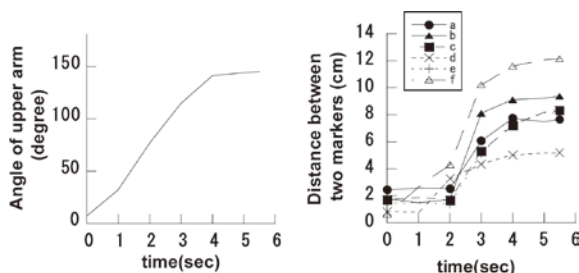 Angle of upper arm
(degree)
150
100
50
0
0 1 2 3 4 5 6
time(sec)
Distance between
two markers (cm)
14
12
10
8
6
4
2
0
a
b
c
d
e
f
0 1 2 3 4 5 6
time(sec)